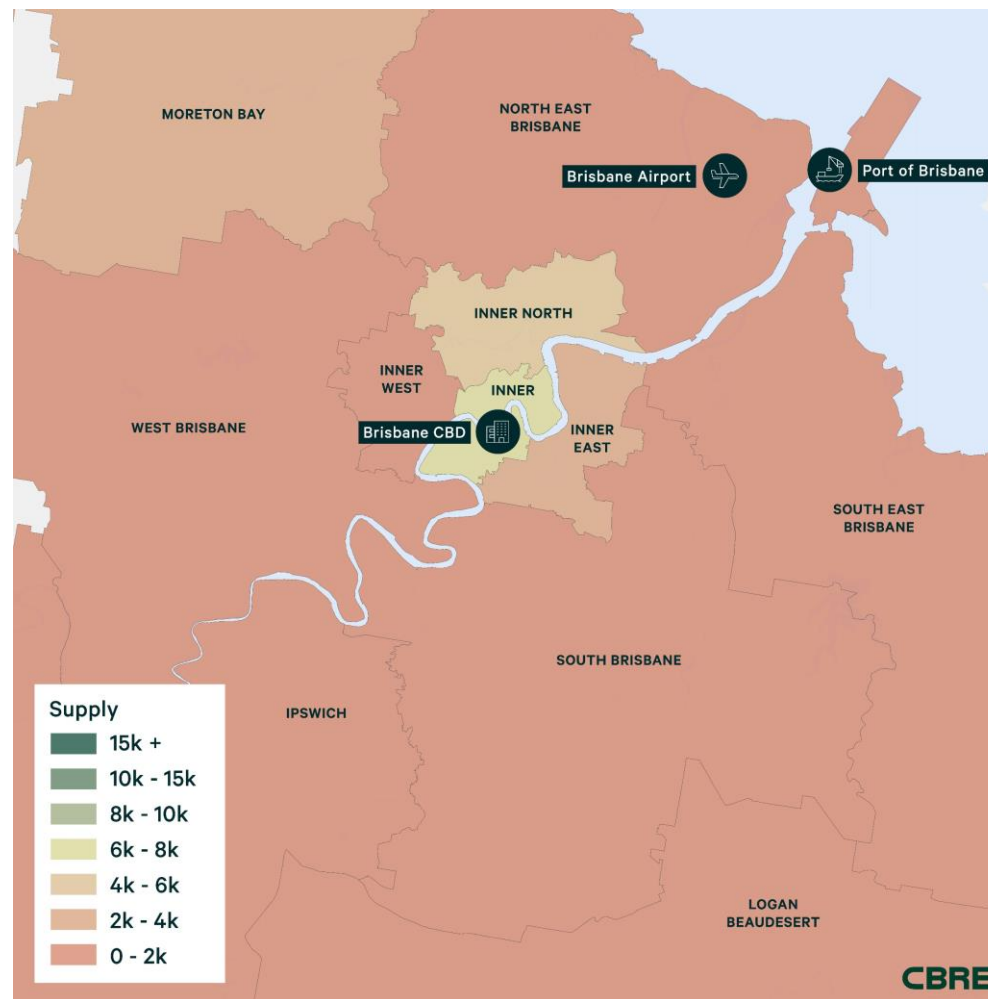 MORETON BAY
NORTH EAST
BRISBANE
Brisbane Airport
Port of Brisbane
INNER NORTH
INNER
WEST
INNER
WEST BRISBANE
Brisbane CBD
INNER
EAST
SOUTH EAST
BRISBANE
SOUTH BRISBANE
IPSWICH
Supply
15k +
10k - 15k
8k - 10k
6k - 8k
4k - 6k
2k - 4k
0 - 2k
LOGAN
BEAUDESERT
CBRE